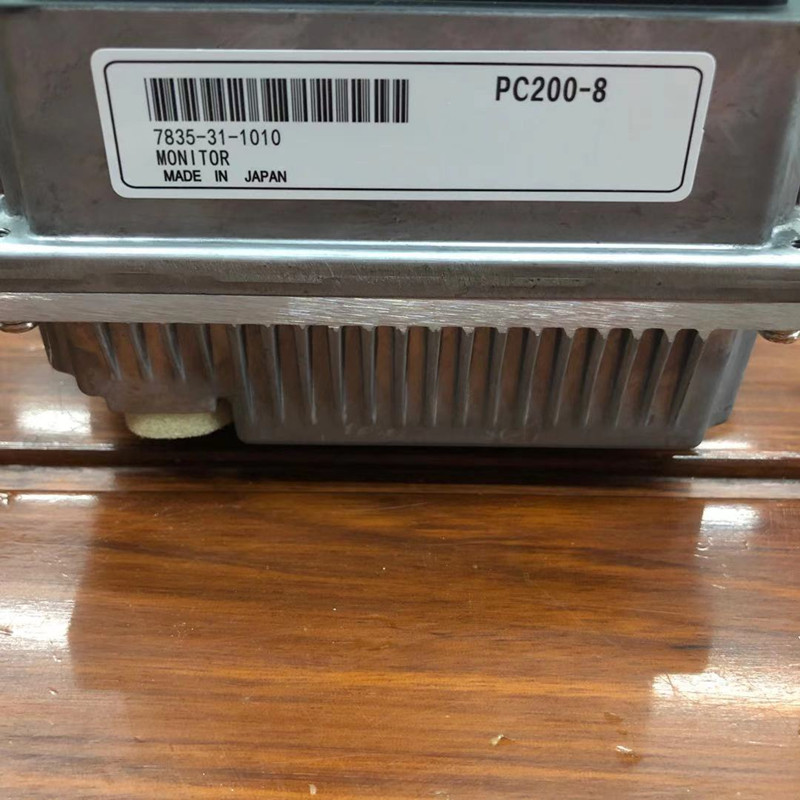 PC200-8
7835-31-1010
MONITOR
MADE IN JAPAN